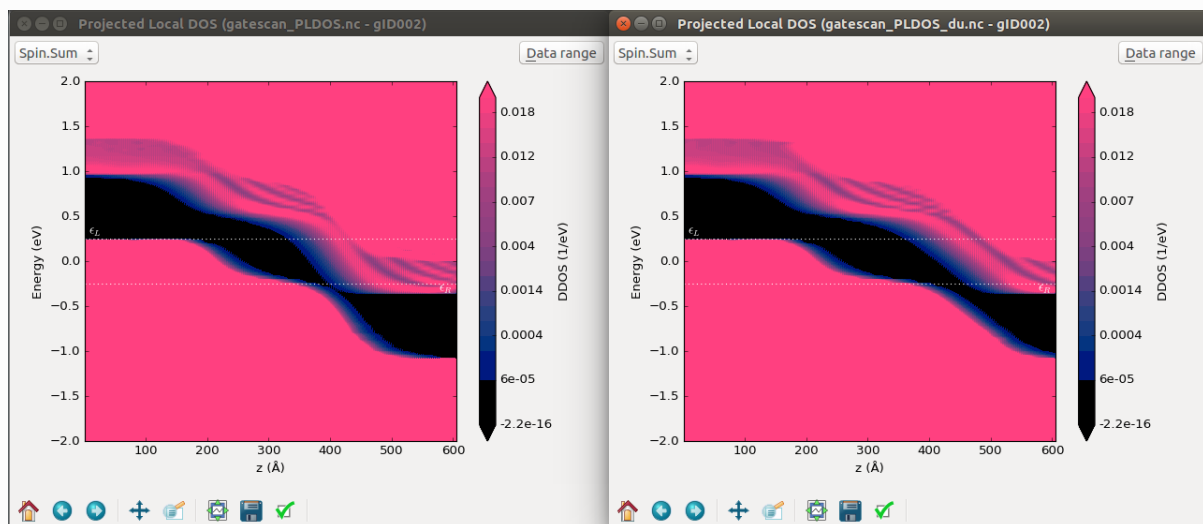 Projected Local DOS (gatescan_PLDOS.nc - gID002)
Spin.Sum
Data range
2.0
1.5
1.0
0.5
0.0
−0.5
−1.0
−1.5
−2.0
Energy (eV)
ϵL
ϵR
100
200
300
400
500
600
z (Å)
0.018
0.012
0.007
0.004
0.0014
0.0004
6e-05
-2.2e-16
DDOS (1/eV)
Projected Local DOS (gatescan_PLDOS_du.nc - gID002)
Spin.Sum
Data range
2.0
1.5
1.0
0.5
0.0
−0.5
−1.0
−1.5
−2.0
Energy (eV)
ϵL
ϵR
100
200
300
400
500
600
z (Å)
0.018
0.012
0.007
0.004
0.0014
0.0004
6e-05
-2.2e-16
DDOS (1/eV)